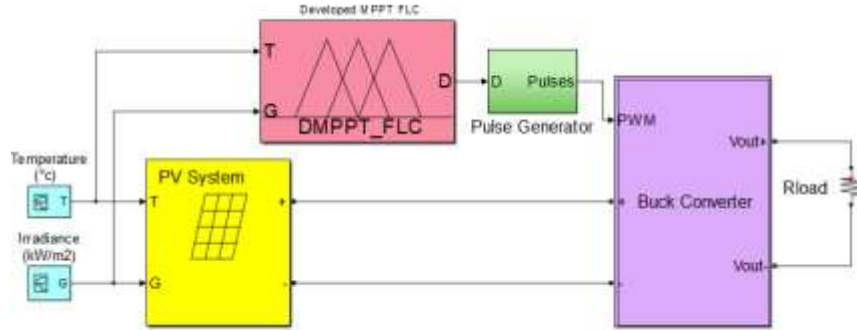 Developed MPPT FLC
T
G
D
DMPPT_FLC
D
Pulses
Pulse Generator
PWM
Temperature
(°c)
T
Irradiance
(kW/m2)
G
PV System
T
G
+
-
+
-
Buck Converter
Vout+
Vout-
Rload